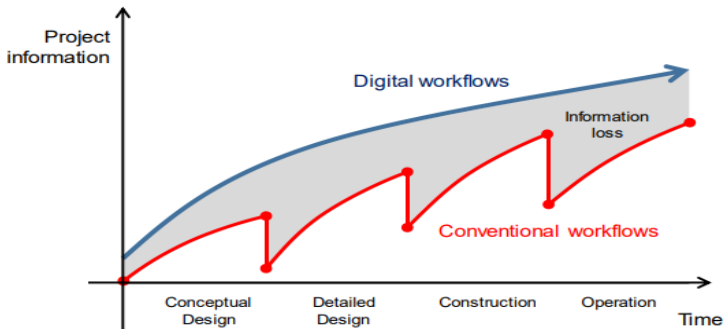 Project
information
Digital workflows
Information
loss
Conventional workflows
Conceptual
Design
Detailed
Design
Construction
Operation
Time